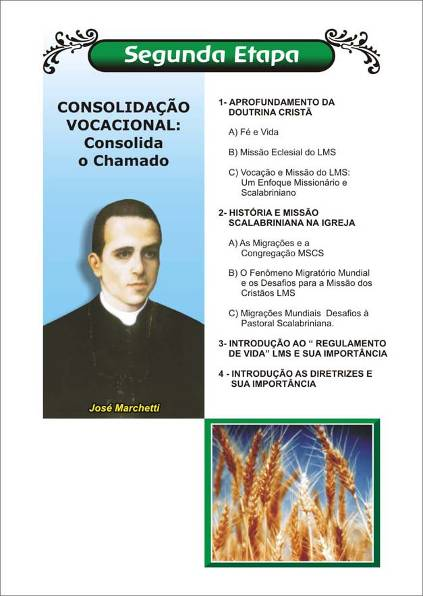 Segunda Etapa
CONSOLIDAÇÃO
VOCACIONAL:
Consolida
o Chamado
José Marchetti
1- APROFUNDAMENTO DA
DOUTRINA CRISTÃ
A) Fé e Vida
B) Missão Eclesial do LMS
C) Vocação e Missão do LMS:
Um Enfoque Missionário e
Scalabriniano
2- HISTÓRIA E MISSÃO
SCALABRINIANA NA IGREJA
A) As Migrações e a
Congregação MSCS
B) O Fenômeno Migratório Mundial
e os Desafios para a Missão dos
Cristãos LMS
C) Migrações Mundiais Desafios à
Pastoral Scalabriniana.
3- INTRODUÇÃO AO “ REGULAMENTO
DE VIDA” LMS E SUA IMPORTÂNCIA
4 - INTRODUÇÃO AS DIRETRIZES E
SUA IMPORTÂNCIA